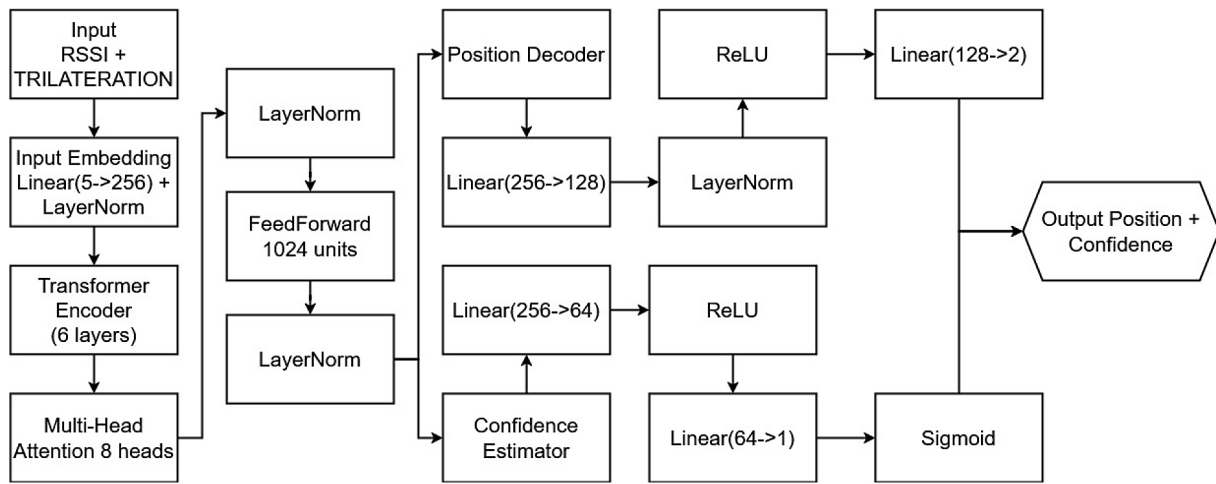 Input
RSSI +
TRILATERATION
Input Embedding
Linear(5->256) +
LayerNorm
Transformer
Encoder
(6 layers)
Multi-Head
Attention 8 heads
LayerNorm
FeedForward
1024 units
LayerNorm
Position Decoder
Linear(256->128)
LayerNorm
ReLU
Linear(128->2)
Confidence
Estimator
Linear(256->64)
ReLU
Linear(64->1)
Sigmoid
Output Position +
Confidence